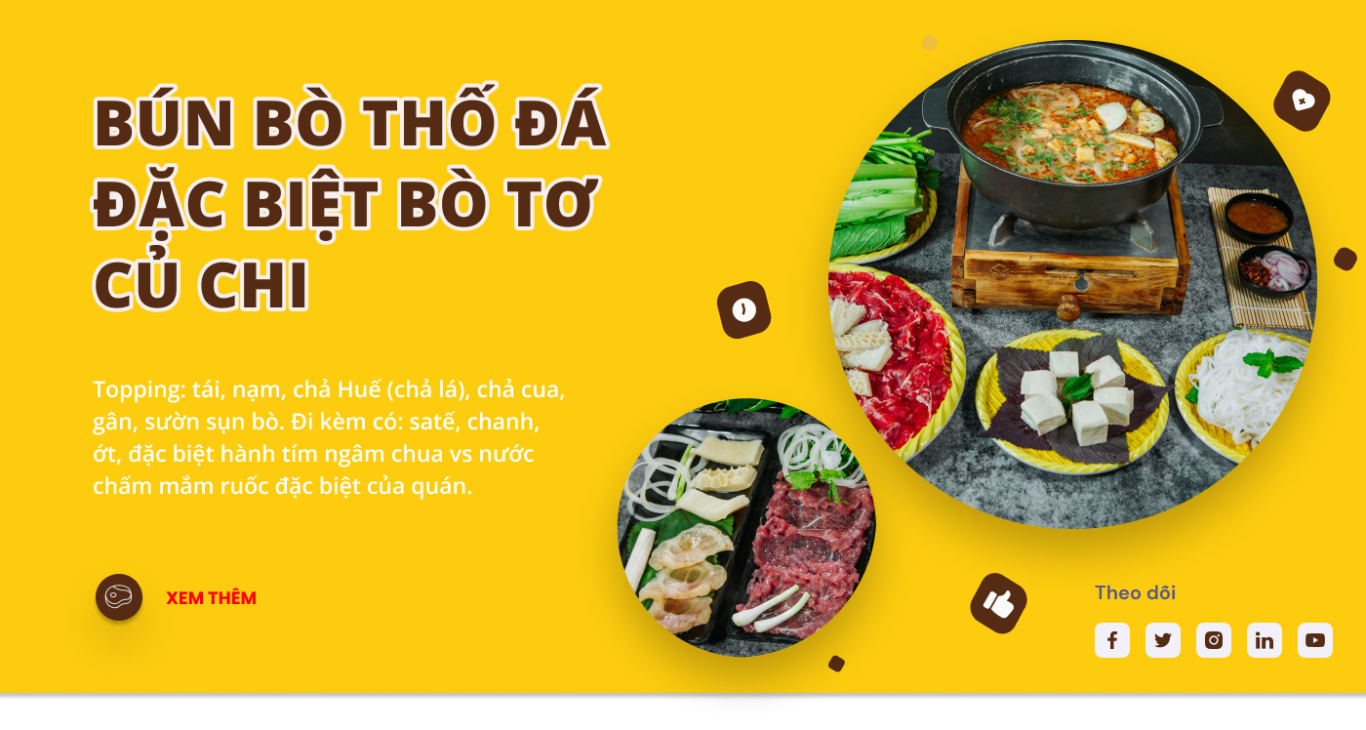 BÚN BÒ THỐ ĐÁ
ĐẶC BIỆT BÒ TƠ
CỦ CHI
Topping: tái, nạm, chả Huế (chả lá), chả cua,
gân, sườn sụn bò. Đi kèm có: satế, chanh,
ớt, đặc biệt hành tím ngâm chua vs nước
chấm mắm ruốc đặc biệt của quán.
XEM THÊM
Theo dõi